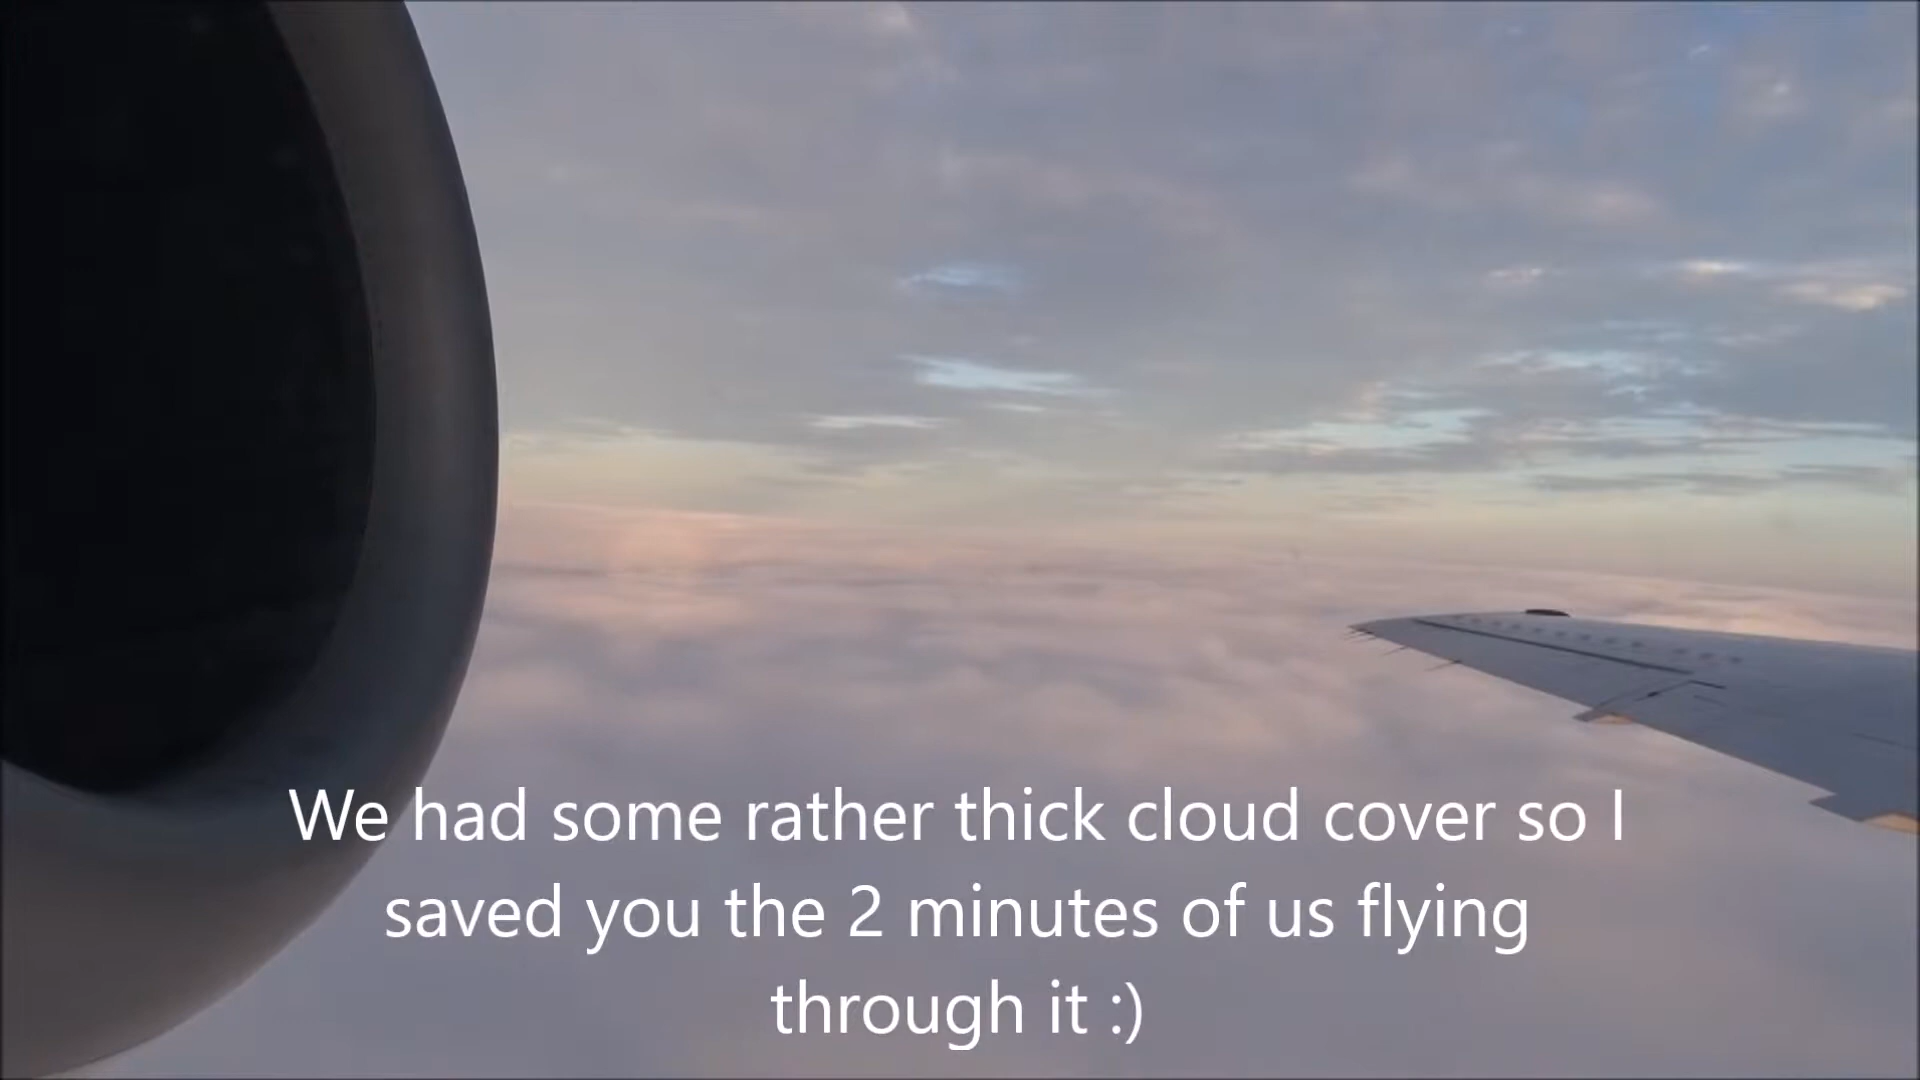 We had some rather thick cloud cover so I
saved you the 2 minutes of us flying
through it :)